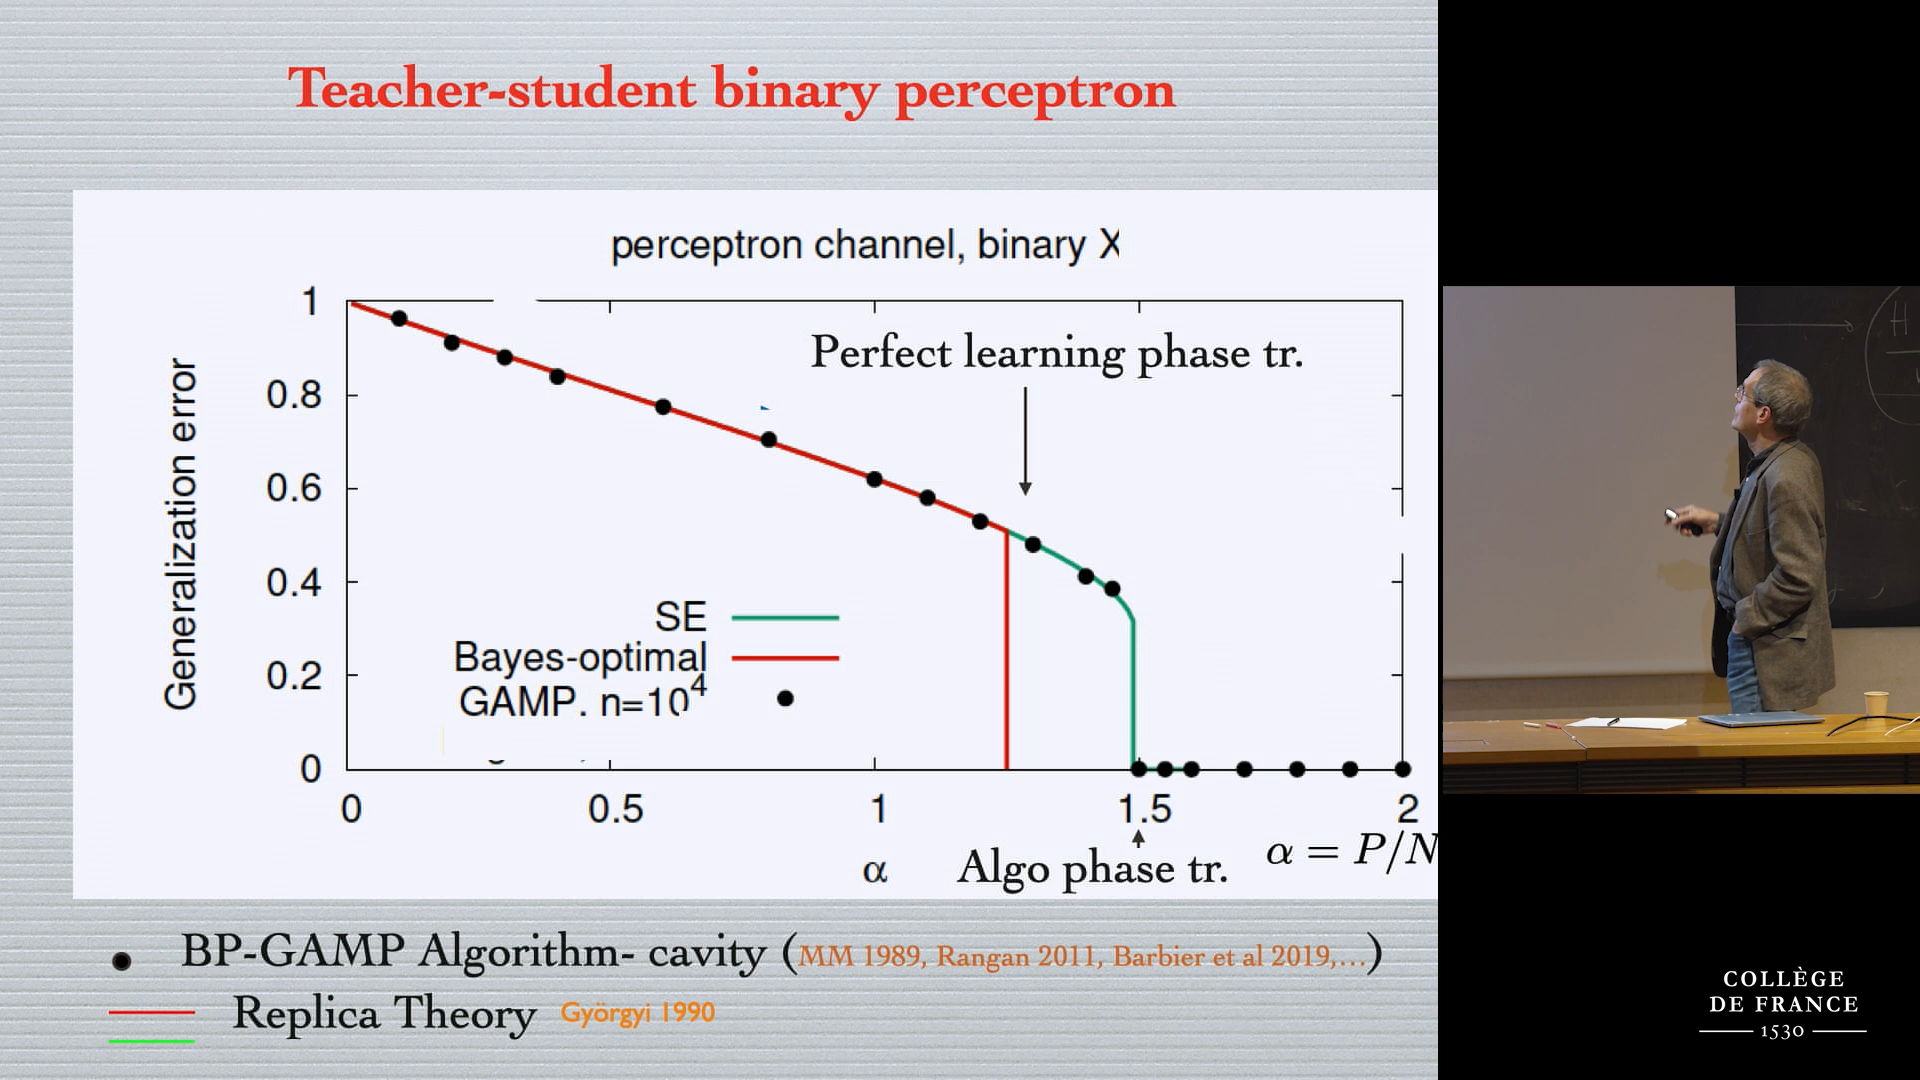 Teacher-student binary perceptron
perceptron channel, binary X
Generalization error
1
0.8
0.6
0.4
0.2
0
Perfect learning phase tr.
SE
Bayes-optimal
GAMP. n=10⁴
0 0.5 1 1.5 2
α
Algo phase tr.
α = P/N
BP-GAMP Algorithm- cavity (MM 1989, Rangan 2011, Barbier et al 2019,...)
Replica Theory Györgyi 1990
H
COLLÈGE
DE FRANCE
1530